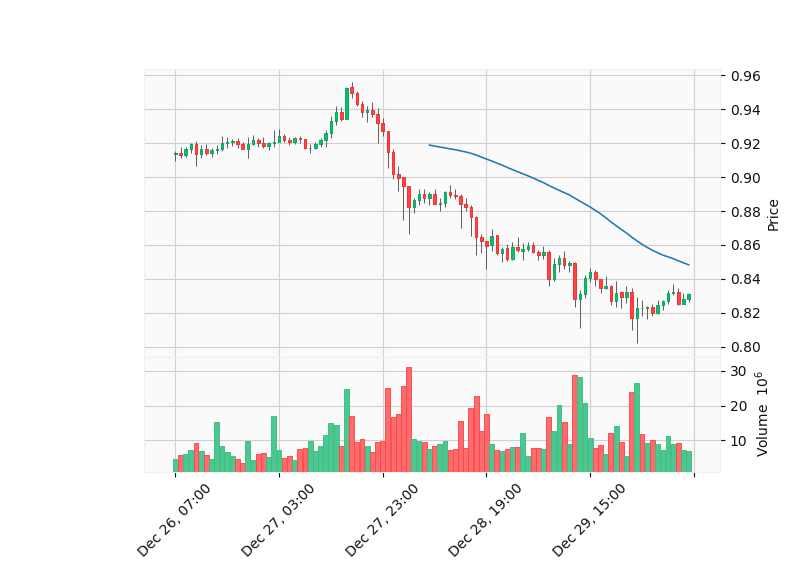 0.96
0.94
0.92
0.90
0.88
0.86
0.84
0.82
0.80
Price
30
20
10
Volume 10^6
Dec 26, 07:00
Dec 27, 03:00
Dec 27, 23:00
Dec 28, 19:00
Dec 29, 15:00